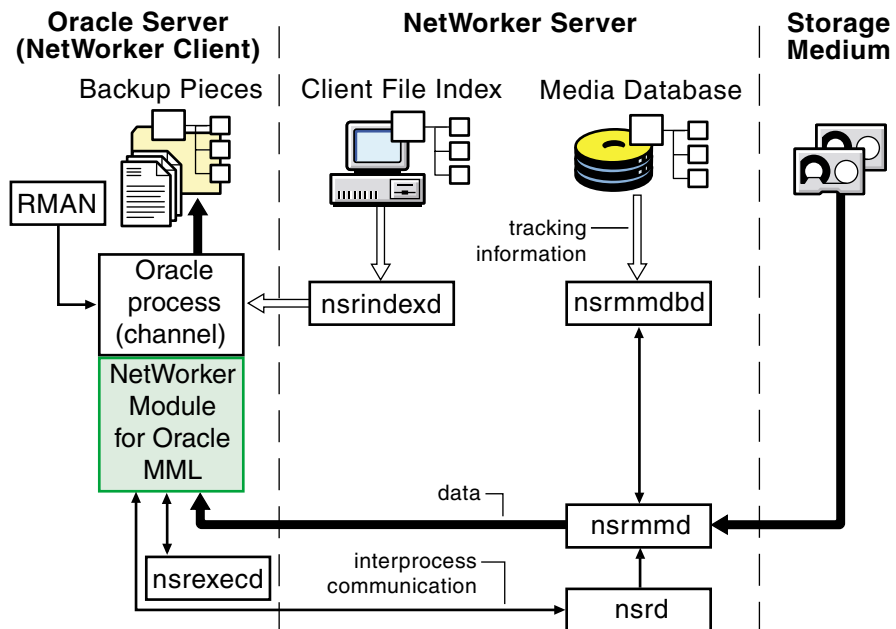 Oracle Server
(NetWorker Client)
NetWorker Server
Storage
Medium
Backup Pieces
Client File Index
Media Database
RMAN
tracking
information
Oracle
process
(channel)
nsrindexd
nsrmmdbd
NetWorker
Module
for Oracle
MML
data
nsrmmd
nsrexecd
interprocess
communication
nsrd